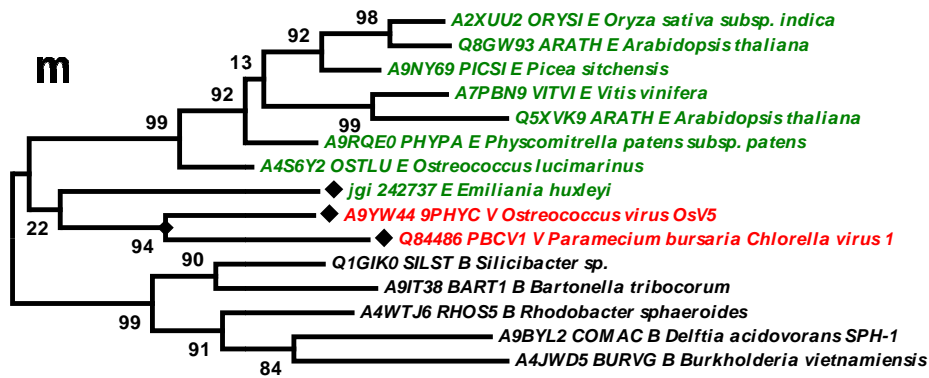 m
98
92
13
92
99
99
22
94
90
99
91
84
A2XUU2 ORYSI E Oryza sativa subsp. indica
Q8GW93 ARATH E Arabidopsis thaliana
A9NY69 PICSI E Picea sitchensis
A7PBN9 VITVI E Vitis vinifera
Q5XVK9 ARATH E Arabidopsis thaliana
A9RQE0 PHYPA E Physcomitrella patens subsp. patens
A4S6Y2 OSTLU E Ostreococcus lucimarinus
jgi 242737 E Emiliania huxleyi
A9YW44 9PHYC V Ostreococcus virus OsV5
Q84486 PBCV1 V Paramecium bursaria Chlorella virus 1
Q1GIK0 SILST B Silicibacter sp.
A9IT38 BART1 B Bartonella tribocorum
A4WTJ6 RHOS5 B Rhodobacter sphaeroides
A9BYL2 COMAC B Delftia acidovorans SPH-1
A4JWD5 BURVG B Burkholderia vietnamiensis